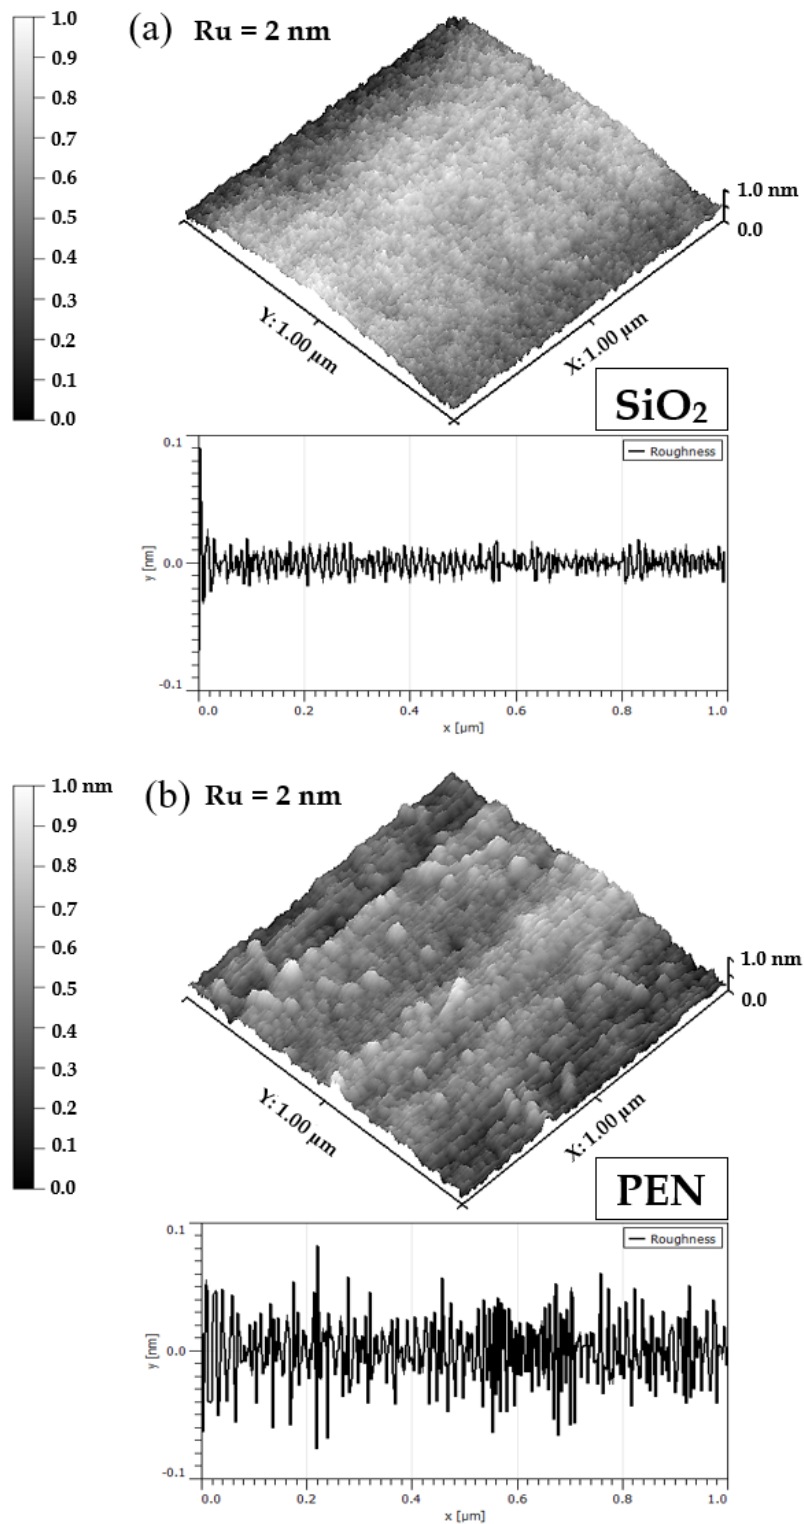 (a) Ru = 2 nm
1.0
0.9
0.8
0.7
0.6
0.5
0.4
0.3
0.2
0.1
0.0
1.0 nm
0.0
Y: 1.00 µm
X: 1.00 µm
SiO₂
0.1
0.0
-0.1
y [nm]
Roughness
0.0 0.2 0.4 0.6 0.8 1.0
x [µm]
(b) Ru = 2 nm
1.0 nm
0.9
0.8
0.7
0.6
0.5
0.4
0.3
0.2
0.1
0.0
1.0 nm
0.0
Y: 1.00 µm
X: 1.00 µm
PEN
0.1
0.0
-0.1
y [nm]
Roughness
0.0 0.2 0.4 0.6 0.8 1.0
x [µm]